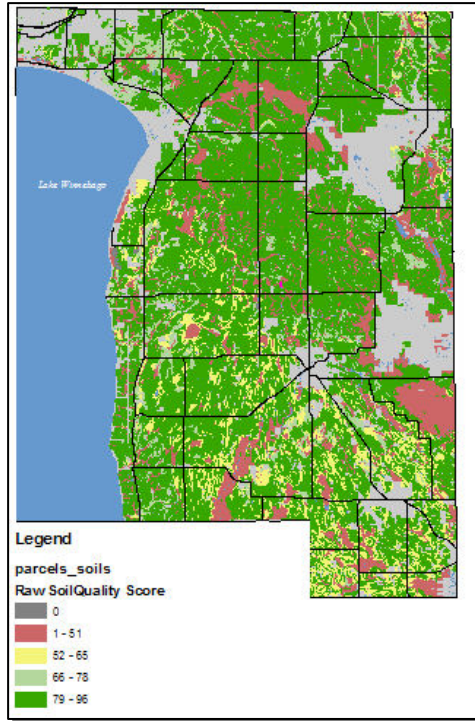 Lake Winnebago
Legend
parcels_soils
Raw SoilQuality Score
0
1 - 51
52 - 65
66 - 78
79 - 96